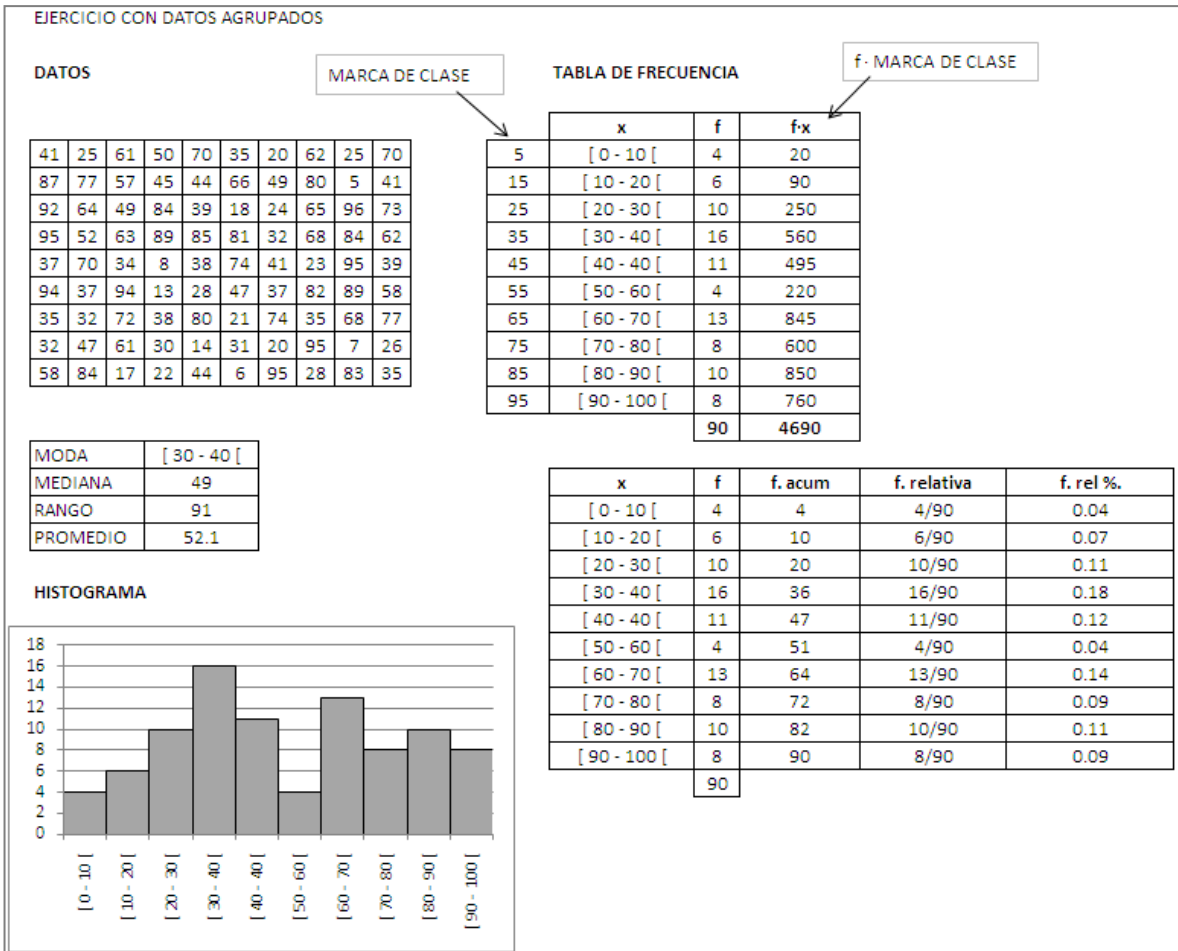 EJERCICIO CON DATOS AGRUPADOS
DATOS
MARCA DE CLASE
TABLA DE FRECUENCIA
f · MARCA DE CLASE
41 25 61 50 70 35 20 62 25 70
87 77 57 45 44 66 49 80 5 41
92 64 49 84 39 18 24 65 96 73
95 52 63 89 85 81 32 68 84 62
37 70 34 8 38 74 41 23 95 39
94 37 94 13 28 47 37 82 89 58
35 32 72 38 80 21 74 35 68 77
32 47 61 30 14 31 20 95 7 26
58 84 17 22 44 6 95 28 83 35
x f f·x
5 [ 0 - 10 [ 4 20
15 [ 10 - 20 [ 6 90
25 [ 20 - 30 [ 10 250
35 [ 30 - 40 [ 16 560
45 [ 40 - 40 [ 11 495
55 [ 50 - 60 [ 4 220
65 [ 60 - 70 [ 13 845
75 [ 70 - 80 [ 8 600
85 [ 80 - 90 [ 10 850
95 [ 90 - 100 [ 8 760
90 4690
MODA [ 30 - 40 [
MEDIANA 49
RANGO 91
PROMEDIO 52.1
x f f. acum f. relativa f. rel %.
[ 0 - 10 [ 4 4 4/90 0.04
[ 10 - 20 [ 6 10 6/90 0.07
[ 20 - 30 [ 10 20 10/90 0.11
[ 30 - 40 [ 16 36 16/90 0.18
[ 40 - 40 [ 11 47 11/90 0.12
[ 50 - 60 [ 4 51 4/90 0.04
[ 60 - 70 [ 13 64 13/90 0.14
[ 70 - 80 [ 8 72 8/90 0.09
[ 80 - 90 [ 10 82 10/90 0.11
[ 90 - 100 [ 8 90 8/90 0.09
90
HISTOGRAMA
18
16
14
12
10
8
6
4
2
0
[ 0 - 10 [
[ 10 - 20 [
[ 20 - 30 [
[ 30 - 40 [
[ 40 - 40 [
[ 50 - 60 [
[ 60 - 70 [
[ 70 - 80 [
[ 80 - 90 [
[ 90 - 100 [